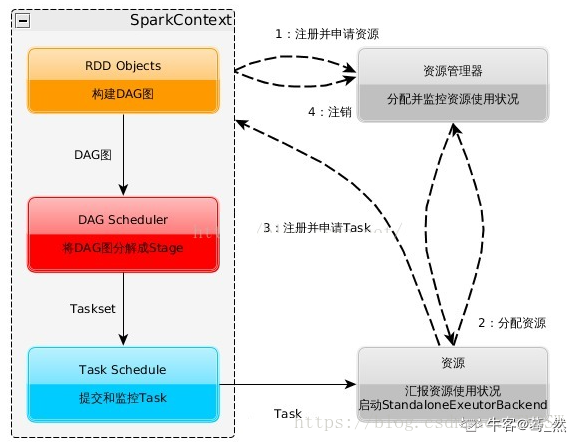 SparkContext
RDD Objects
构建DAG图
1：注册并申请资源
资源管理器
分配并监控资源使用状况
4：注销
DAG图
DAG Scheduler
将DAG图分解成Stage
3：注册并申请Task
Taskset
2：分配资源
Task Schedule
提交和监控Task
资源
汇报资源使用状况
启动StandaloneExeutorBackend
Task
https://blog.csdn
牛客@骞_然